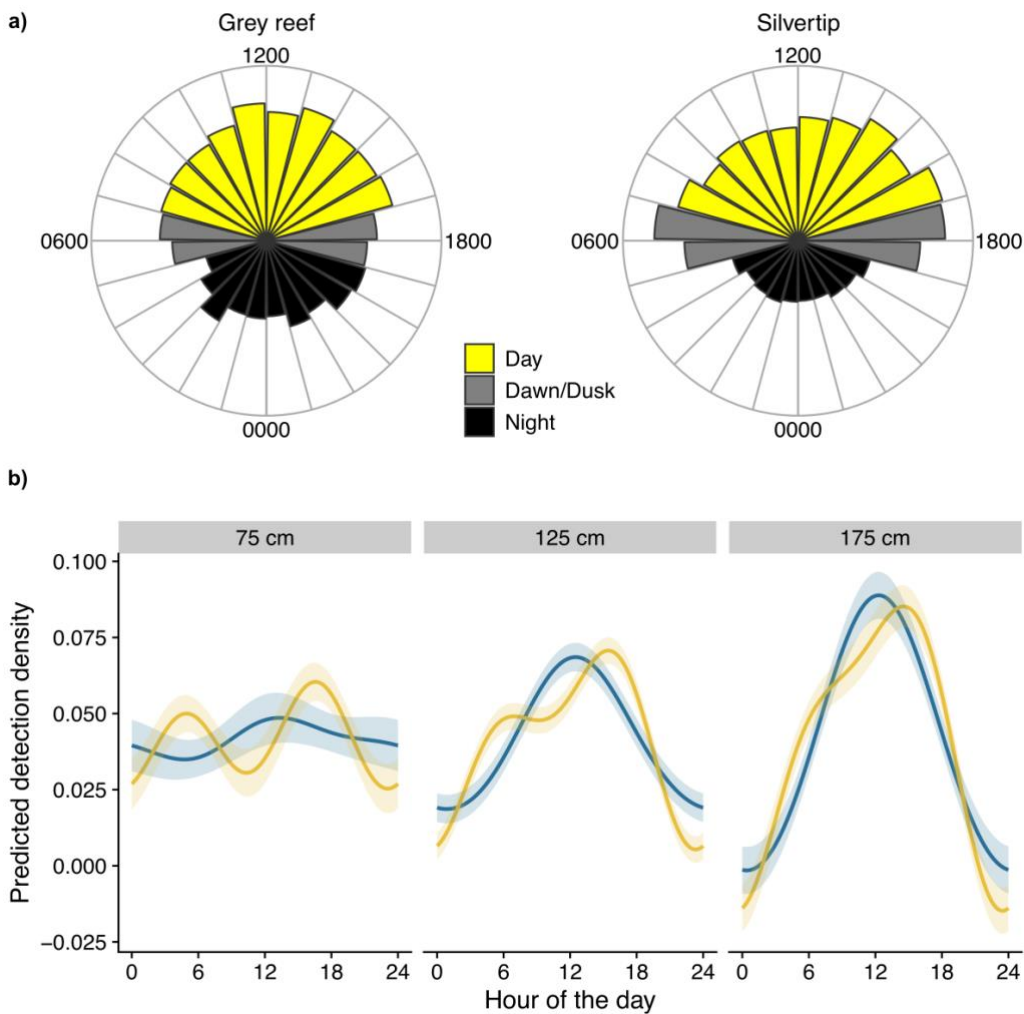 a)
Grey reef
Silvertip
1200
1200
0600
1800
0600
1800
Day
Dawn/Dusk
Night
0000
0000
b)
75 cm
125 cm
175 cm
Predicted detection density
0.100
0.075
0.050
0.025
0.000
−0.025
0 6 12 18 24
0 6 12 18 24
0 6 12 18 24
Hour of the day